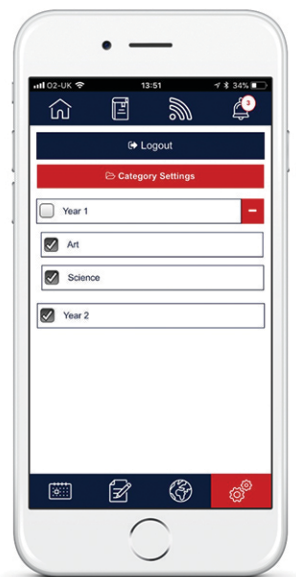 O2-UK 13:51 34%
3
Logout
Category Settings
Year 1
Art
Science
Year 2